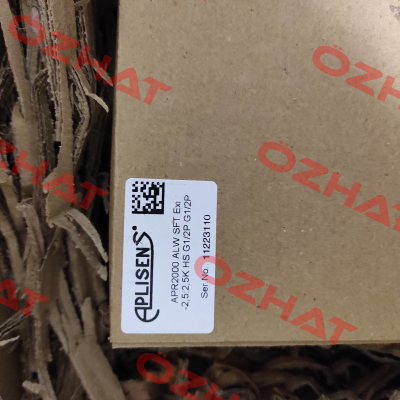 OZHAT
OZHAT
OZHAT
OZHAT
OZHAT
OZHAT
APLISENS
APR2000 ALW SFT Exi
-2,5:2,5K HS G1/2P G1/2P
Ser.No.: 11223110